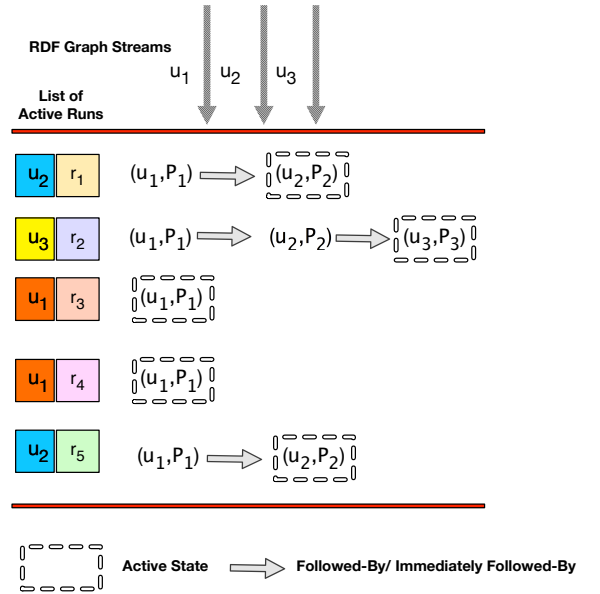 RDF Graph Streams
u₁ u₂ u₃
List of
Active Runs
u₂ r₁ (u₁,P₁) (u₂,P₂)
u₃ r₂ (u₁,P₁) (u₂,P₂) (u₃,P₃)
u₁ r₃ (u₁,P₁)
u₁ r₄ (u₁,P₁)
u₂ r₅ (u₁,P₁) (u₂,P₂)
Active State Followed-By/ Immediately Followed-By